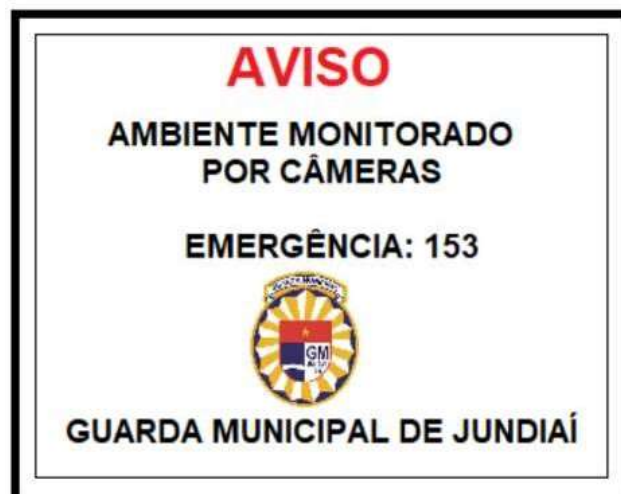 AVISO
AMBIENTE MONITORADO
POR CÂMERAS
EMERGÊNCIA: 153
GM
GUARDA MUNICIPAL DE JUNDIAÍ